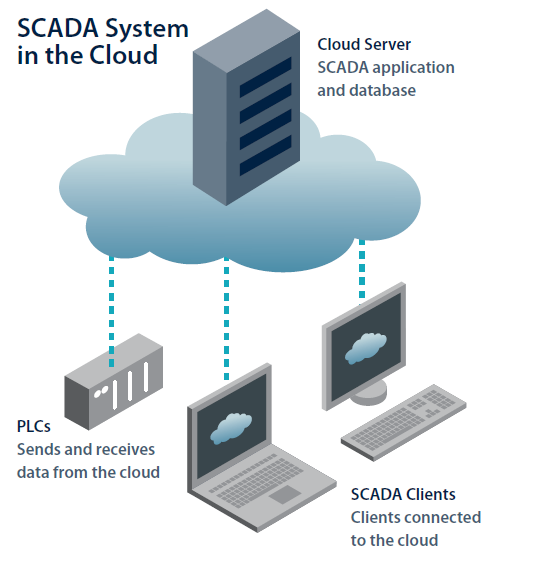 SCADA System
in the Cloud
Cloud Server
SCADA application
and database
PLCs
Sends and receives
data from the cloud
SCADA Clients
Clients connected
to the cloud